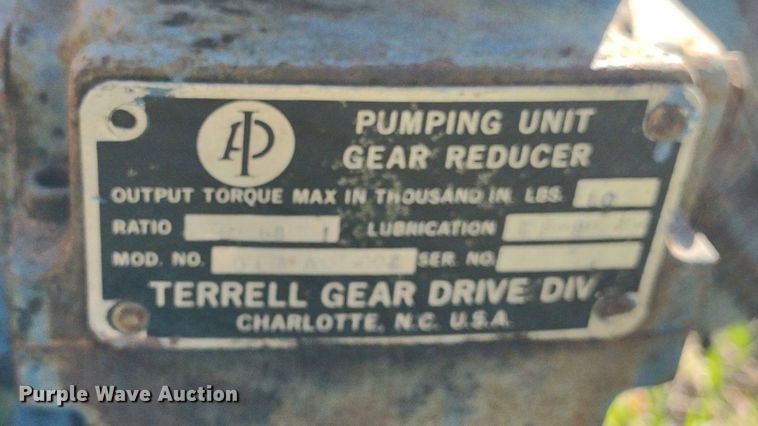 API
PUMPING UNIT
GEAR REDUCER
OUTPUT TORQUE MAX IN THOUSAND IN. LBS.
RATIO LUBRICATION
MOD. NO. SER. NO.
TERRELL GEAR DRIVE DIV.
CHARLOTTE, N.C. U.S.A.
Purple Wave Auction